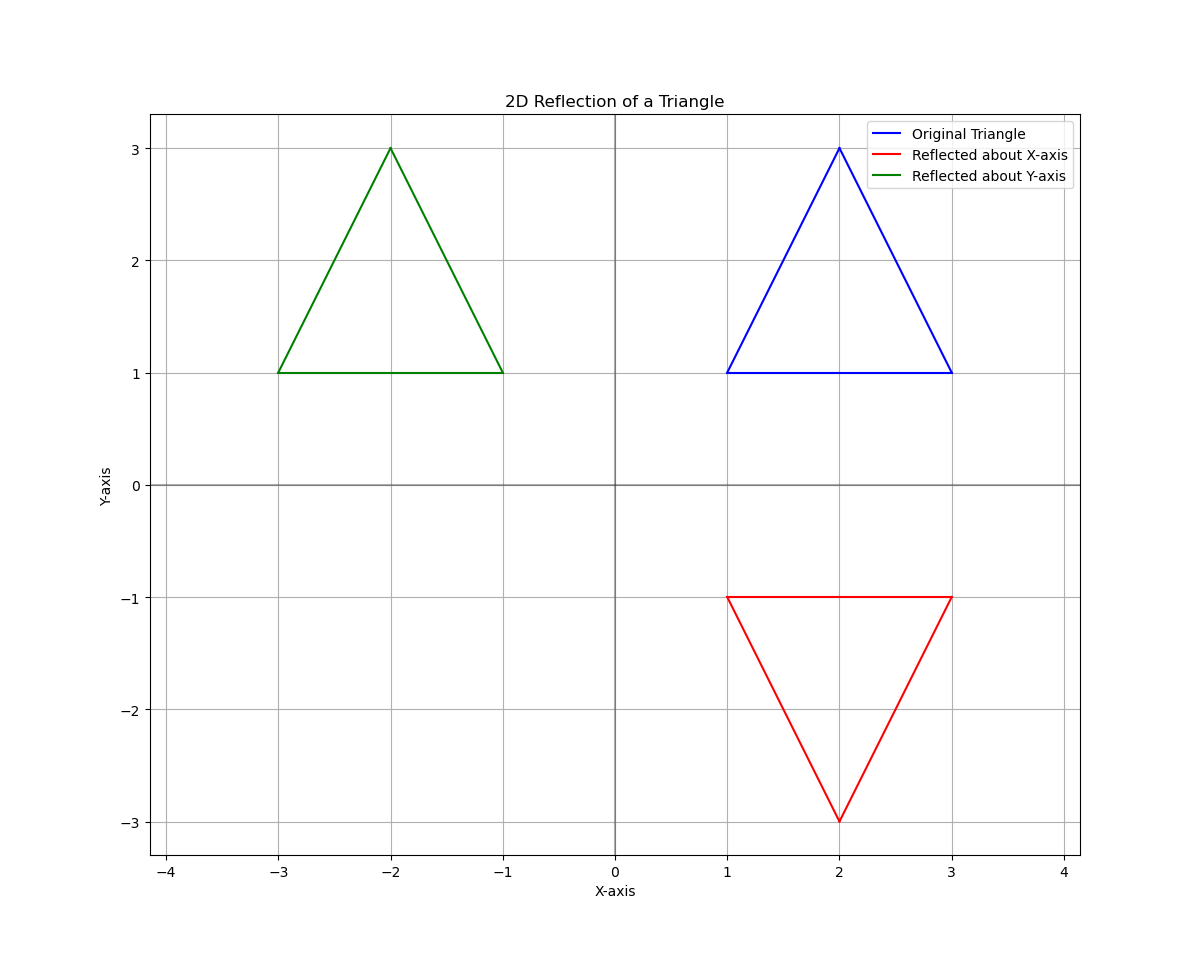 2D Reflection of a Triangle
Original Triangle
Reflected about X-axis
Reflected about Y-axis
3
2
1
0
−1
−2
−3
Y-axis
−4 −3 −2 −1 0 1 2 3 4
X-axis